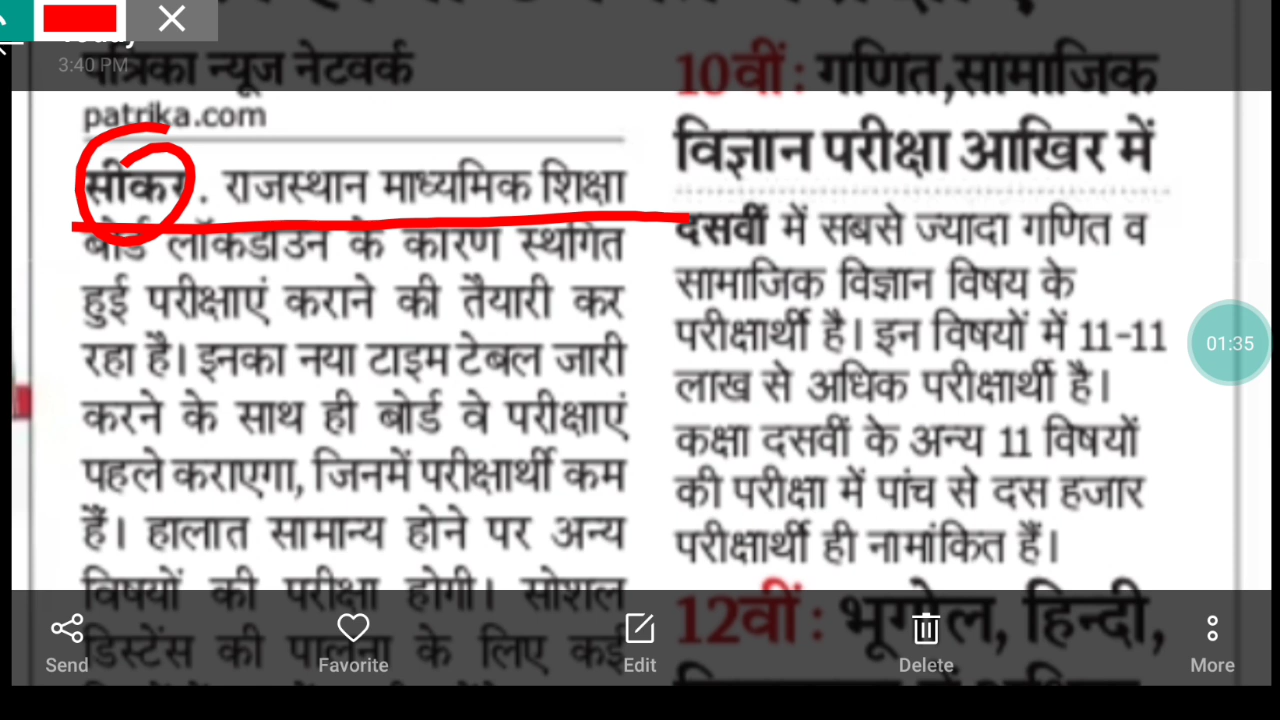 Today
3:40 PM
पत्रिका न्यूज नेटवर्क
patrika.com
सीकर. राजस्थान माध्यमिक शिक्षा
बोर्ड लॉकडाउन के कारण स्थगित
हुई परीक्षाएं कराने की तैयारी कर
रहा है। इनका नया टाइम टेबल जारी
करने के साथ ही बोर्ड वे परीक्षाएं
पहले कराएगा, जिनमें परीक्षार्थी कम
हैं। हालात सामान्य होने पर अन्य
विषयों की परीक्षा होगी। सोशल
डिस्टेंस की पालना के लिए कई
10वीं : गणित,सामाजिक
विज्ञान परीक्षा आखिर में
दसवीं में सबसे ज्यादा गणित व
सामाजिक विज्ञान विषय के
परीक्षार्थी है। इन विषयों में 11-11
लाख से अधिक परीक्षार्थी है।
कक्षा दसवीं के अन्य 11 विषयों
की परीक्षा में पांच से दस हजार
परीक्षार्थी ही नामांकित हैं।
12वीं : भूगोल, हिन्दी,
01:35
Send
Favorite
Edit
Delete
More